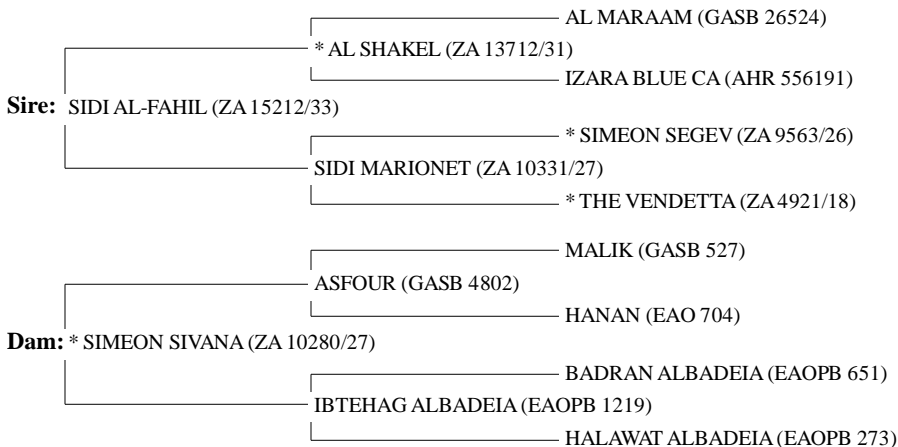 AL MARAAM (GASB 26524)
* AL SHAKEL (ZA 13712/31)
IZARA BLUE CA (AHR 556191)
Sire: SIDI AL-FAHIL (ZA 15212/33)
* SIMEON SEGEV (ZA 9563/26)
SIDI MARIONET (ZA 10331/27)
* THE VENDETTA (ZA 4921/18)
MALIK (GASB 527)
ASFOUR (GASB 4802)
HANAN (EAO 704)
Dam: * SIMEON SIVANA (ZA 10280/27)
BADRAN ALBADEIA (EAOPB 651)
IBTEHAG ALBADEIA (EAOPB 1219)
HALAWAT ALBADEIA (EAOPB 273)